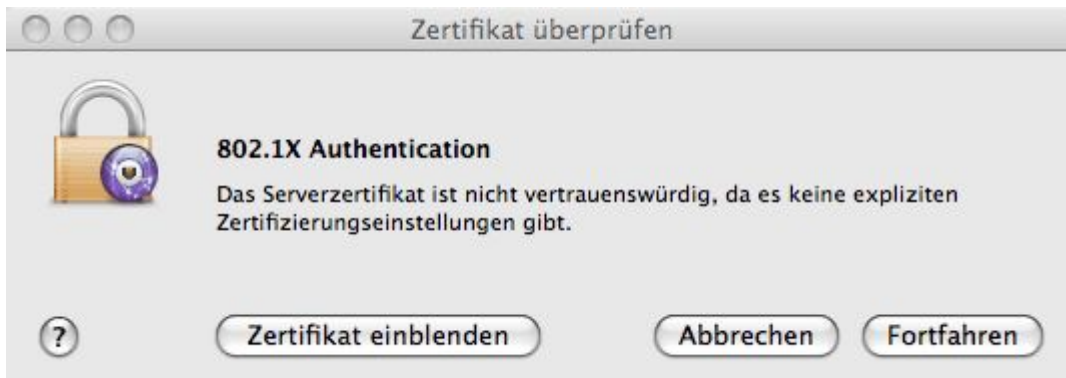 Zertifikat überprüfen
802.1X Authentication
Das Serverzertifikat ist nicht vertrauenswürdig, da es keine expliziten
Zertifizierungseinstellungen gibt.
? Zertifikat einblenden Abbrechen Fortfahren